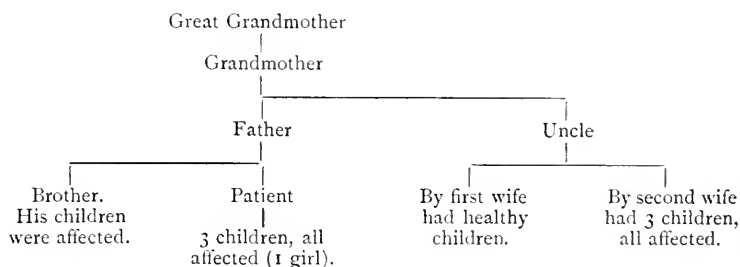 Great Grandmother
Grandmother
Father
Uncle
Brother.
His children
were affected.
Patient
3 children, all
affected (1 girl).
By first wife
had healthy
children.
By second wife
had 3 children,
all affected.